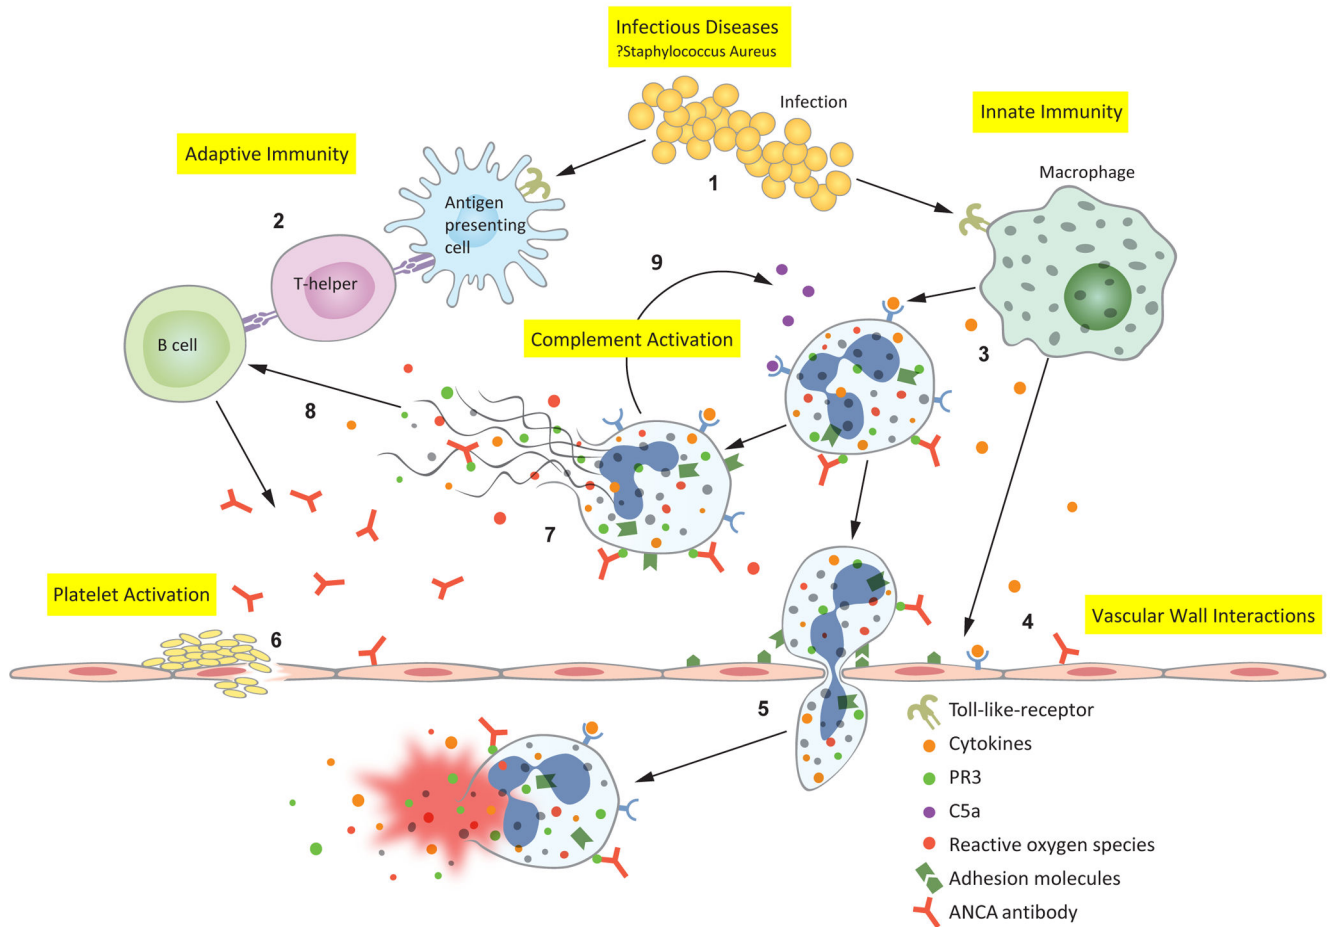 Infectious Diseases
?Staphylococcus Aureus
Infection
Innate Immunity
Adaptive Immunity
Macrophage
1
Antigen
presenting
cell
2
T-helper
9
B cell
Complement Activation
3
8
7
Platelet Activation
6
4
Vascular Wall Interactions
5
Toll-like-receptor
Cytokines
PR3
C5a
Reactive oxygen species
Adhesion molecules
ANCA antibody